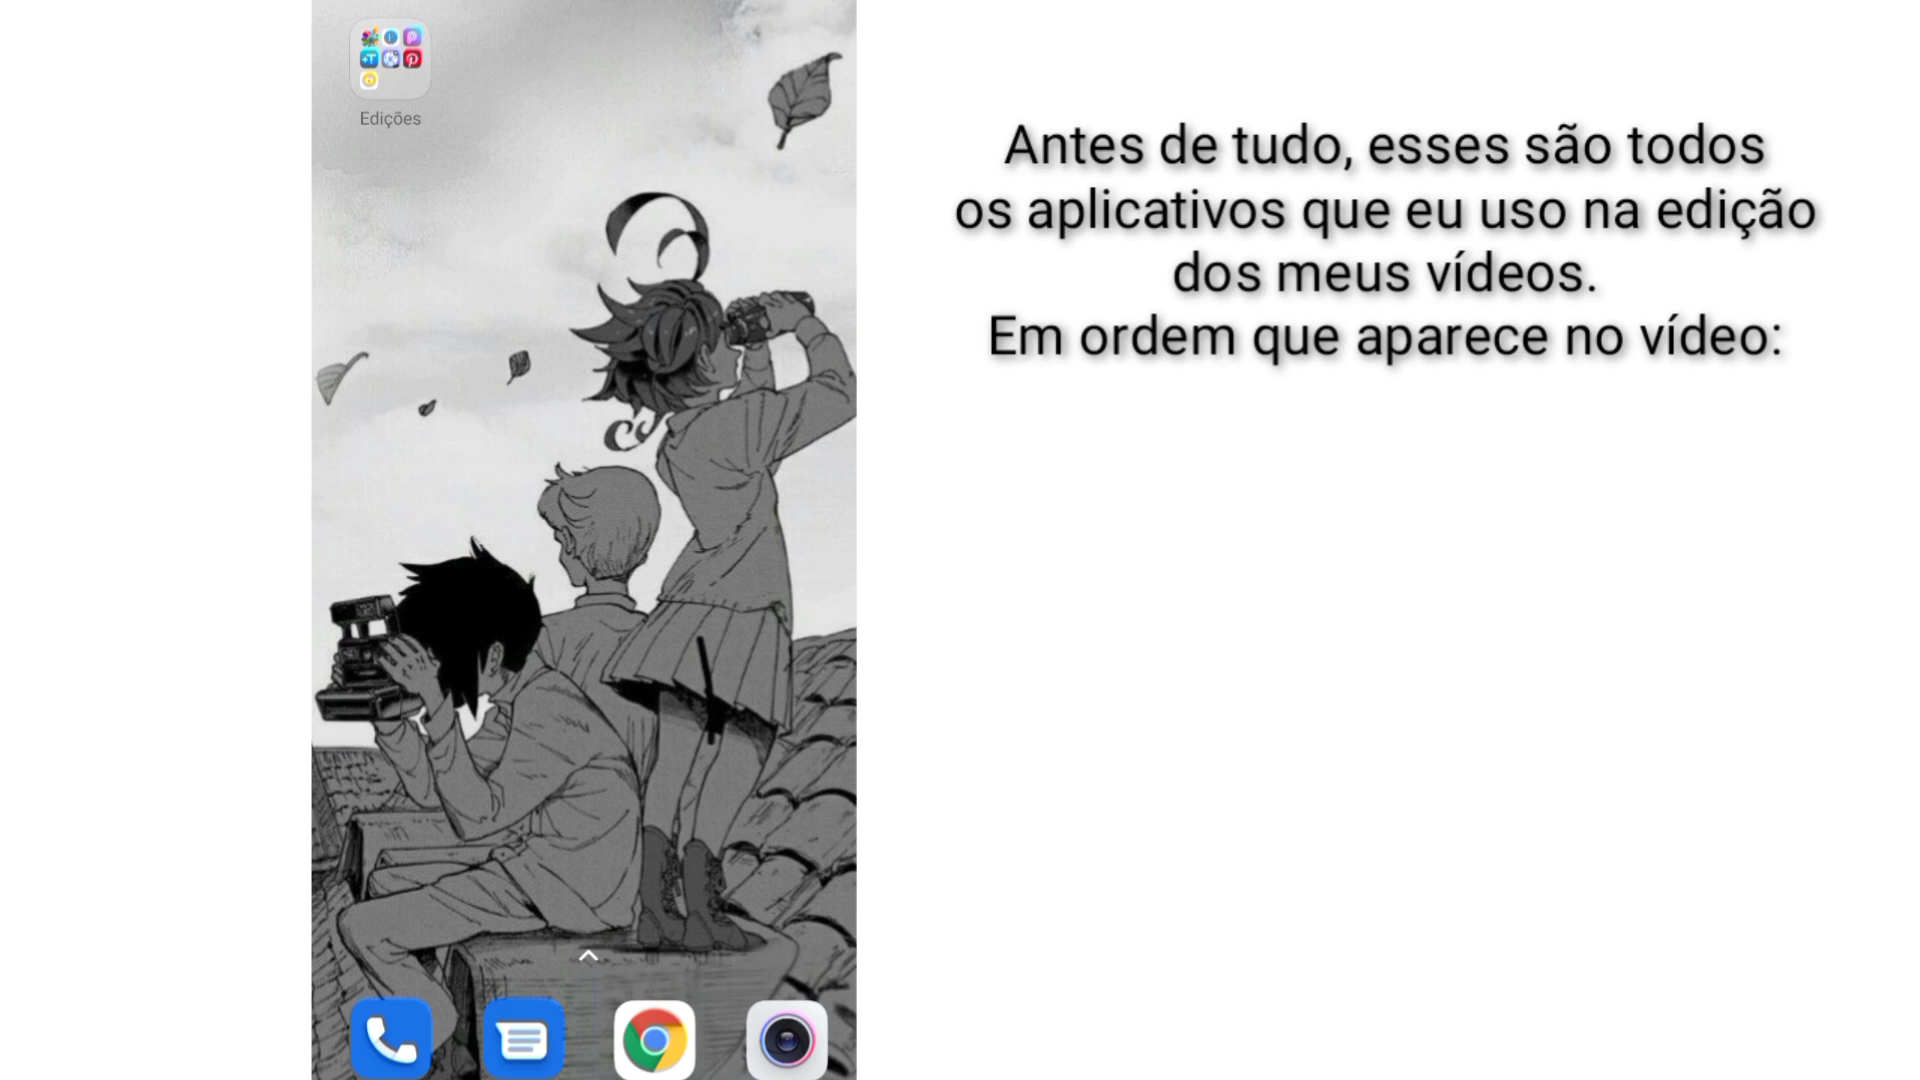 Edições
Antes de tudo, esses são todos
os aplicativos que eu uso na edição
dos meus vídeos.
Em ordem que aparece no vídeo: